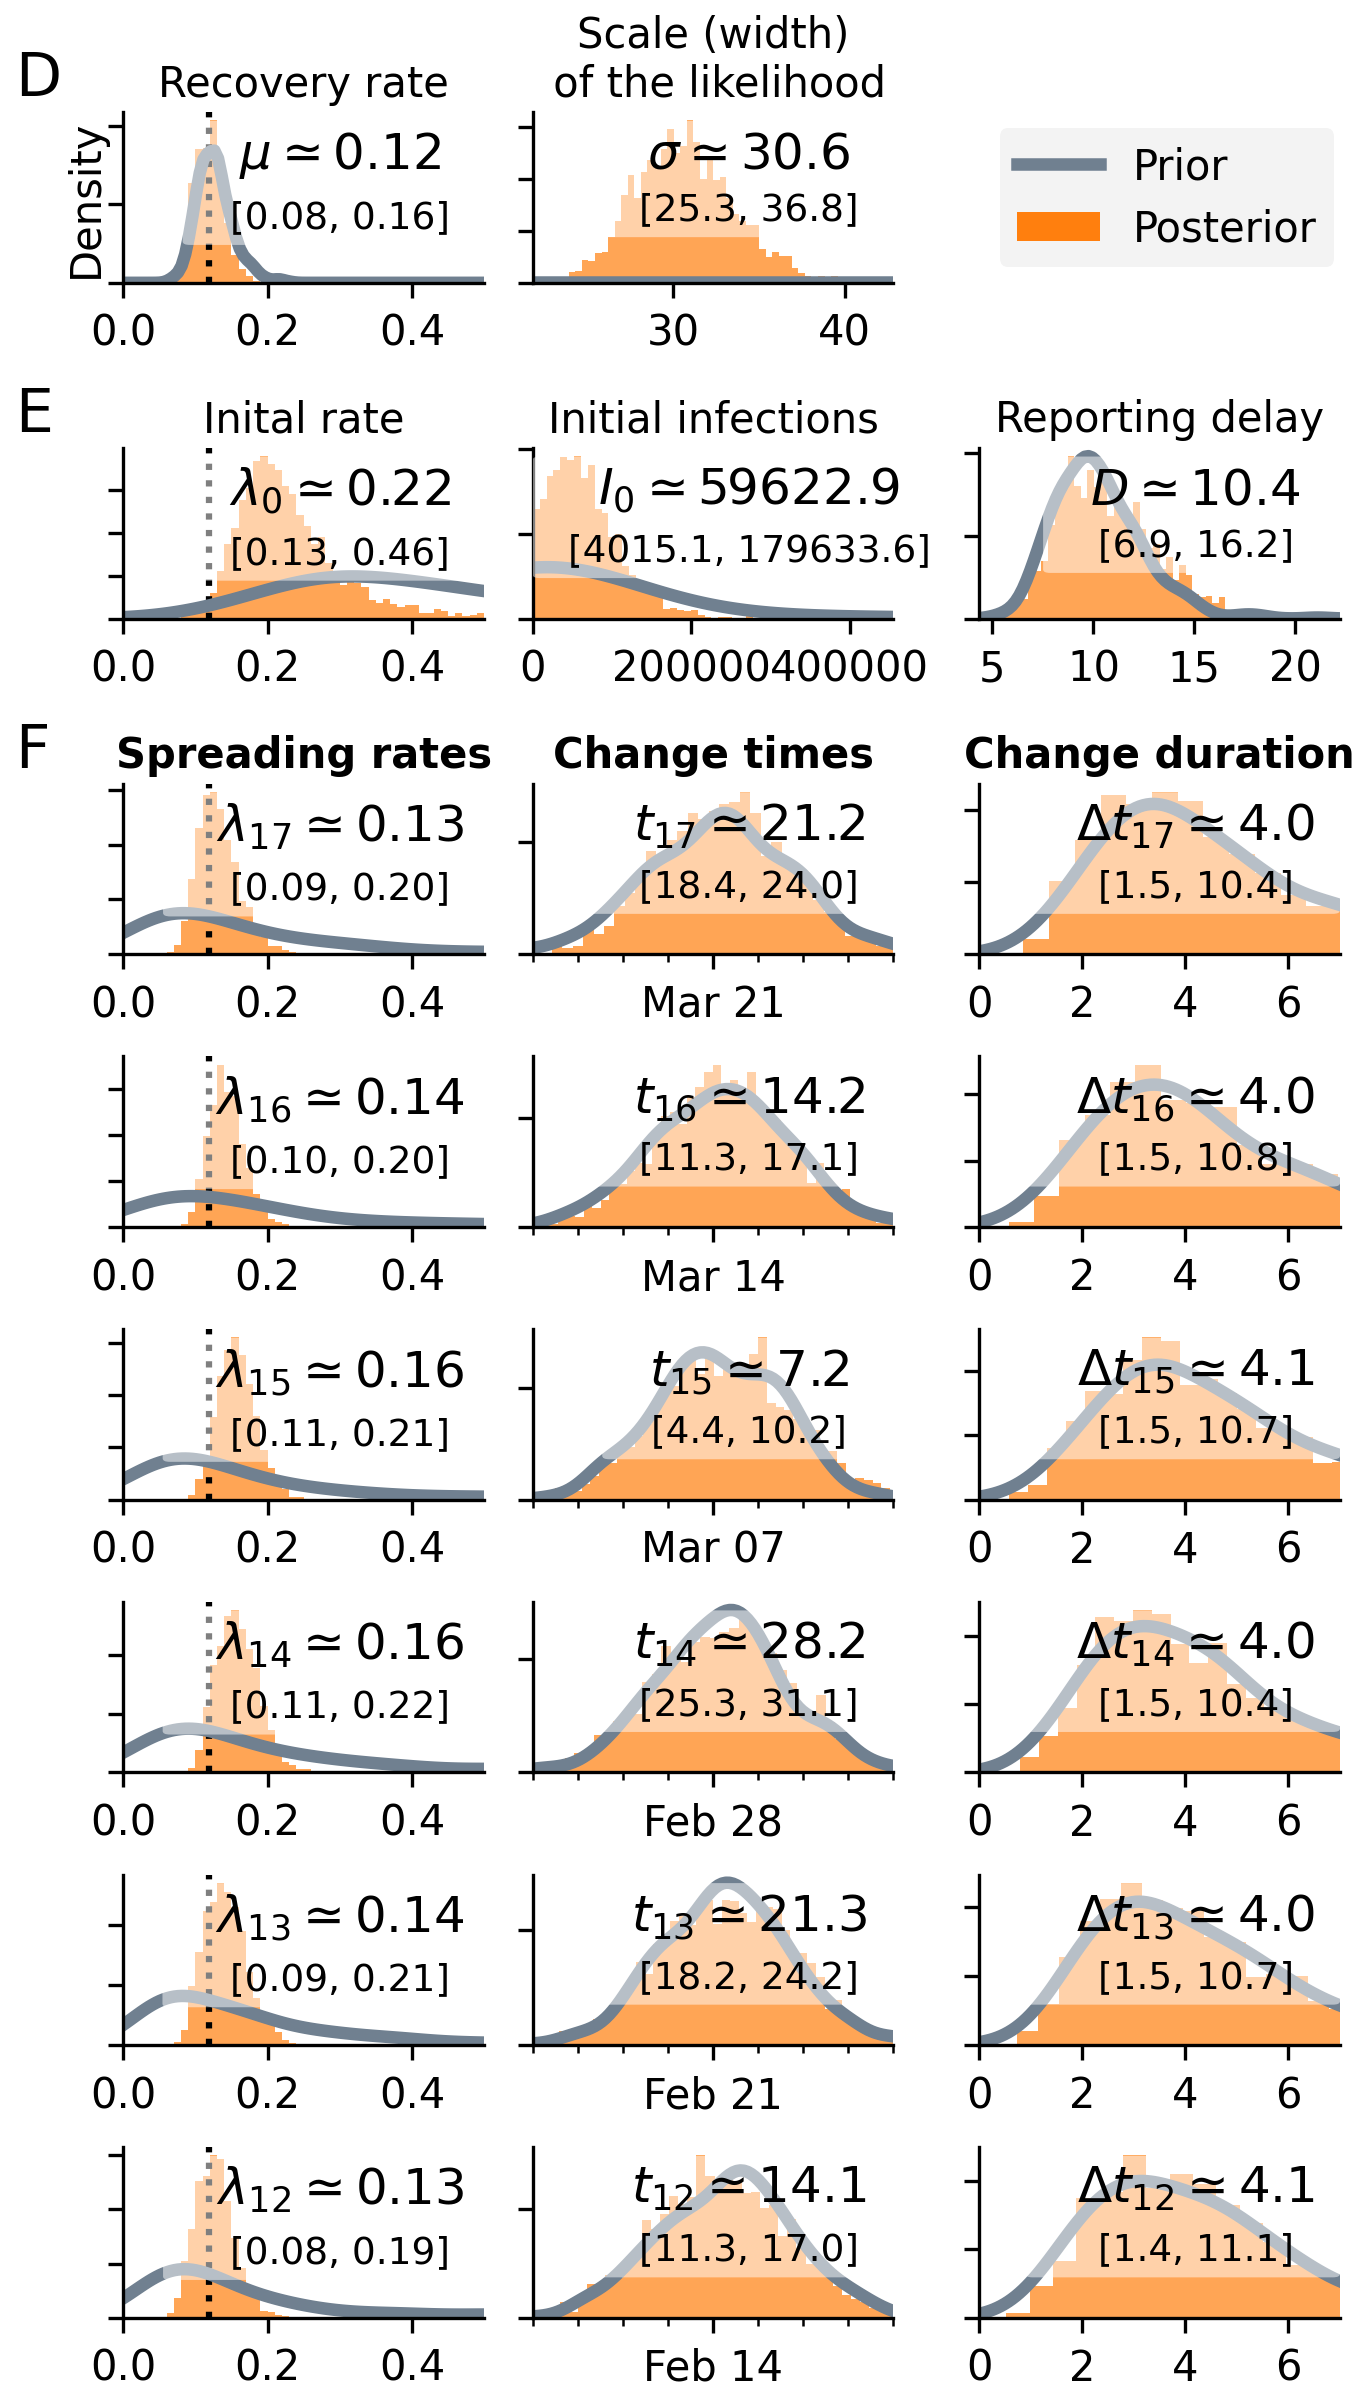 D
Recovery rate
Scale (width)
of the likelihood
Density
μ ≃ 0.12
[0.08, 0.16]
0.0 0.2 0.4
σ ≃ 30.6
[25.3, 36.8]
30 40
Prior
Posterior
E
Inital rate
Initial infections
Reporting delay
λ0 ≃ 0.22
[0.13, 0.46]
0.0 0.2 0.4
I0 ≃ 59622.9
[4015.1, 179633.6]
0 200000 400000
D ≃ 10.4
[6.9, 16.2]
5 10 15 20
F
Spreading rates
Change times
Change duration
λ17 ≃ 0.13
[0.09, 0.20]
0.0 0.2 0.4
t17 ≃ 21.2
[18.4, 24.0]
Mar 21
Δt17 ≃ 4.0
[1.5, 10.4]
0 2 4 6
λ16 ≃ 0.14
[0.10, 0.20]
0.0 0.2 0.4
t16 ≃ 14.2
[11.3, 17.1]
Mar 14
Δt16 ≃ 4.0
[1.5, 10.8]
0 2 4 6
λ15 ≃ 0.16
[0.11, 0.21]
0.0 0.2 0.4
t15 ≃ 7.2
[4.4, 10.2]
Mar 07
Δt15 ≃ 4.1
[1.5, 10.7]
0 2 4 6
λ14 ≃ 0.16
[0.11, 0.22]
0.0 0.2 0.4
t14 ≃ 28.2
[25.3, 31.1]
Feb 28
Δt14 ≃ 4.0
[1.5, 10.4]
0 2 4 6
λ13 ≃ 0.14
[0.09, 0.21]
0.0 0.2 0.4
t13 ≃ 21.3
[18.2, 24.2]
Feb 21
Δt13 ≃ 4.0
[1.5, 10.7]
0 2 4 6
λ12 ≃ 0.13
[0.08, 0.19]
0.0 0.2 0.4
t12 ≃ 14.1
[11.3, 17.0]
Feb 14
Δt12 ≃ 4.1
[1.4, 11.1]
0 2 4 6